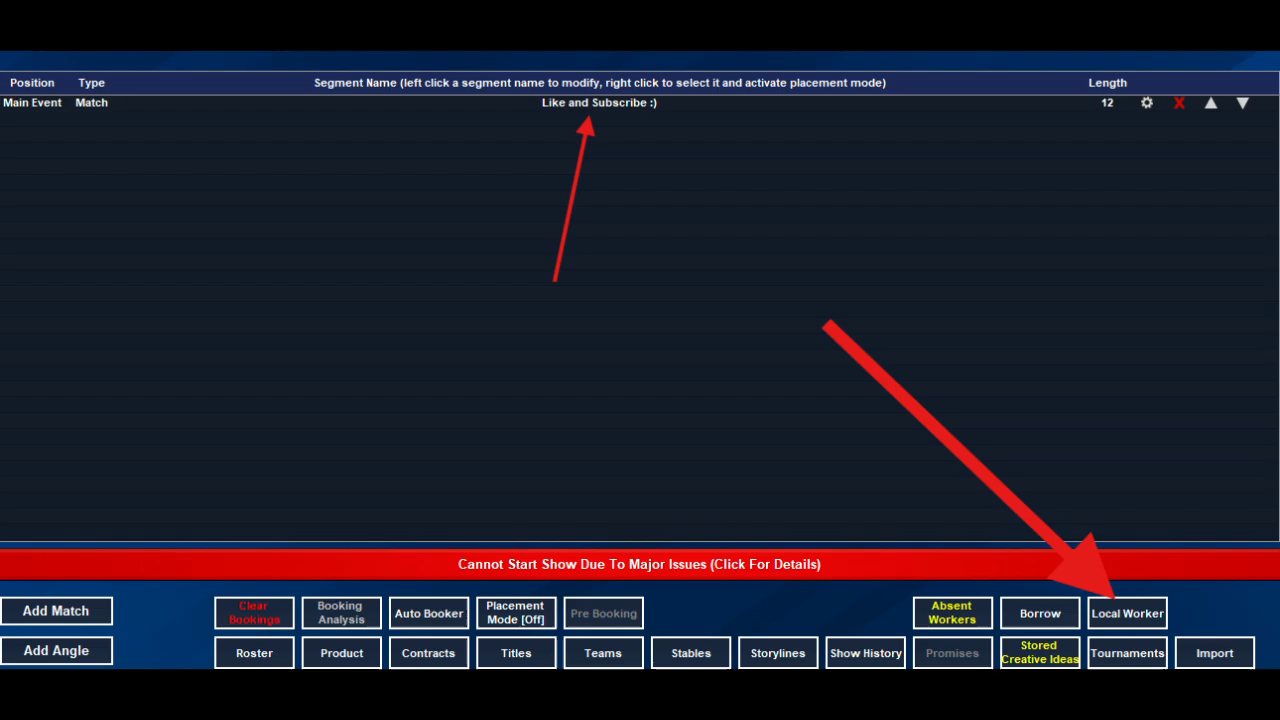 Position Type Segment Name (left click a segment name to modify, right click to select it and activate placement mode) Length
Main Event Match Like and Subscribe :) 12 X
Cannot Start Show Due To Major Issues (Click For Details)
Add Match
Clear
Bookings
Booking
Analysis
Auto Booker
Placement
Mode [Off]
Pre Booking
Absent
Workers
Borrow
Local Worker
Add Angle
Roster
Product
Contracts
Titles
Teams
Stables
Storylines
Show History
Promises
Stored
Creative Ideas
Tournaments
Import